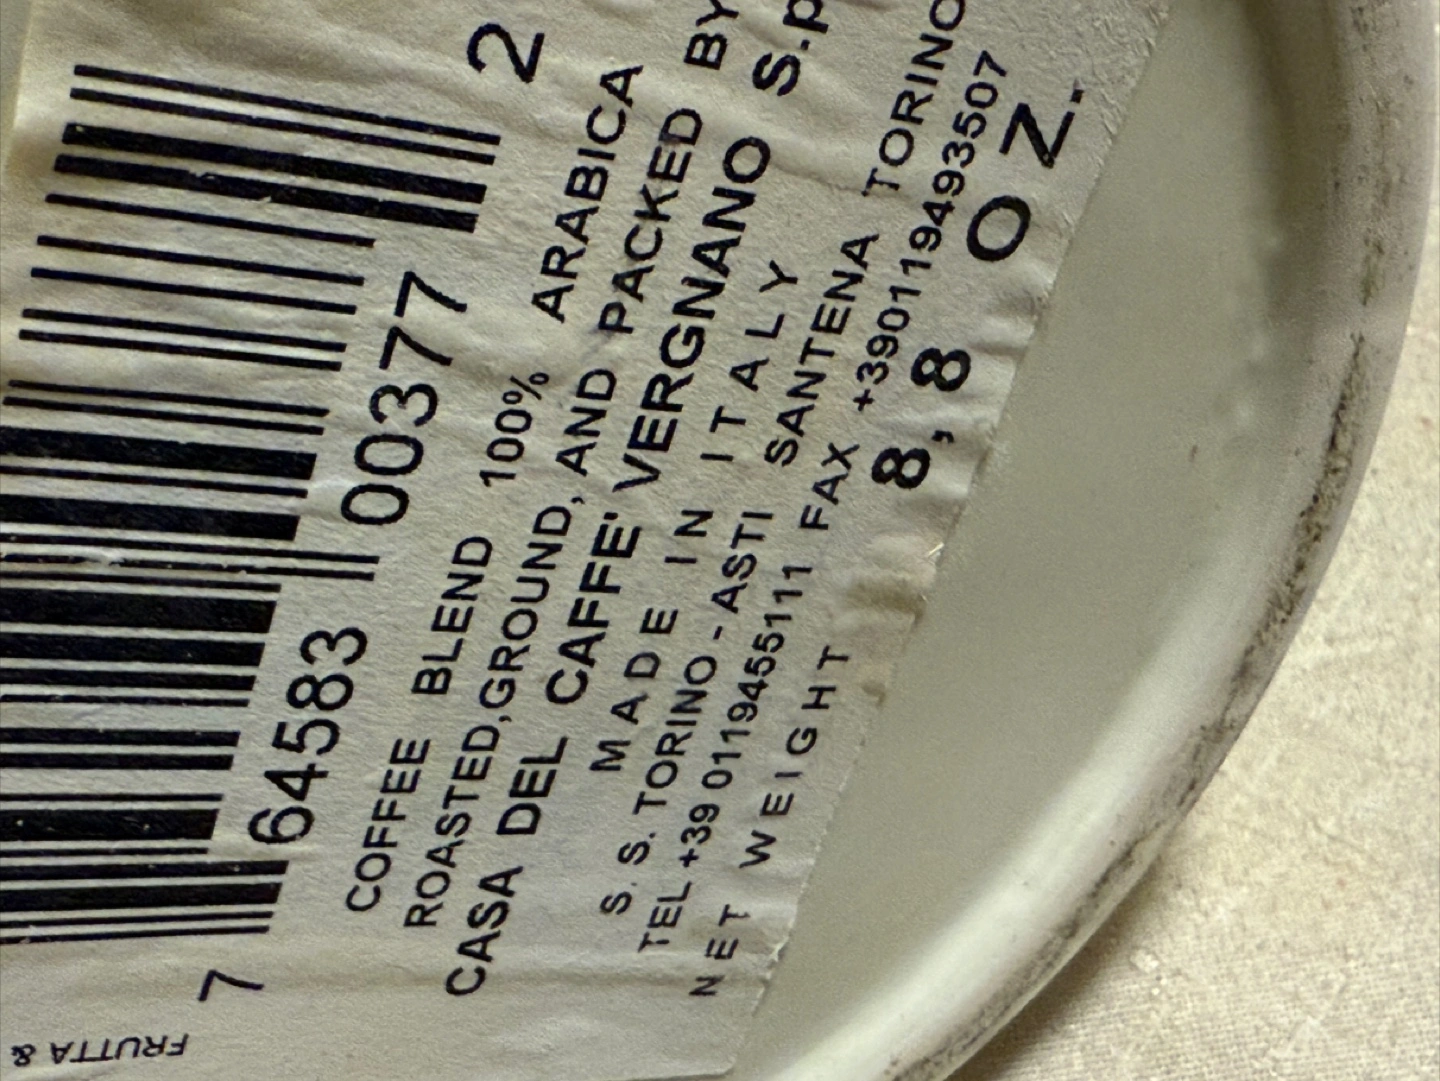 7 64583 00377 2
COFFEE BLEND 100% ARABICA
ROASTED,GROUND, AND PACKED BY
CASA DEL CAFFE' VERGNANO S.p
MADE IN ITALY
S. S. TORINO - ASTI SANTENA TORINO
TEL +39 0119455111 FAX +390119493507
NET WEIGHT 8,8 OZ.
FRUTTA &